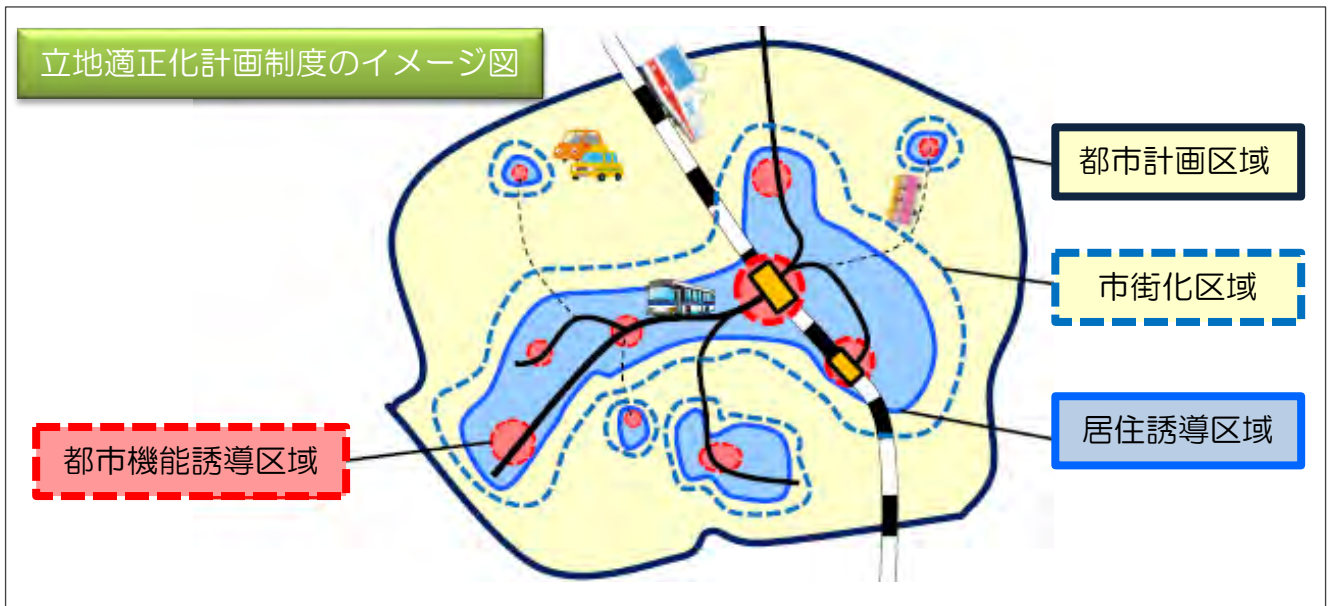 立地適正化計画制度のイメージ図
都市計画区域
市街化区域
居住誘導区域
都市機能誘導区域